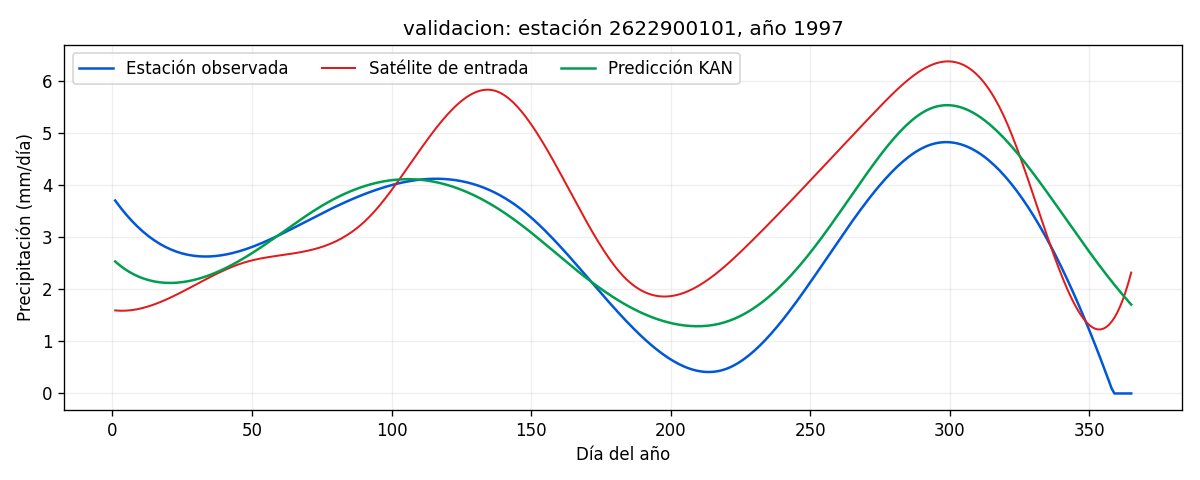 validacion: estación 2622900101, año 1997
Estación observada
Satélite de entrada
Predicción KAN
Precipitación (mm/día)
6
5
4
3
2
1
0
0
50
100
150
200
250
300
350
Día del año